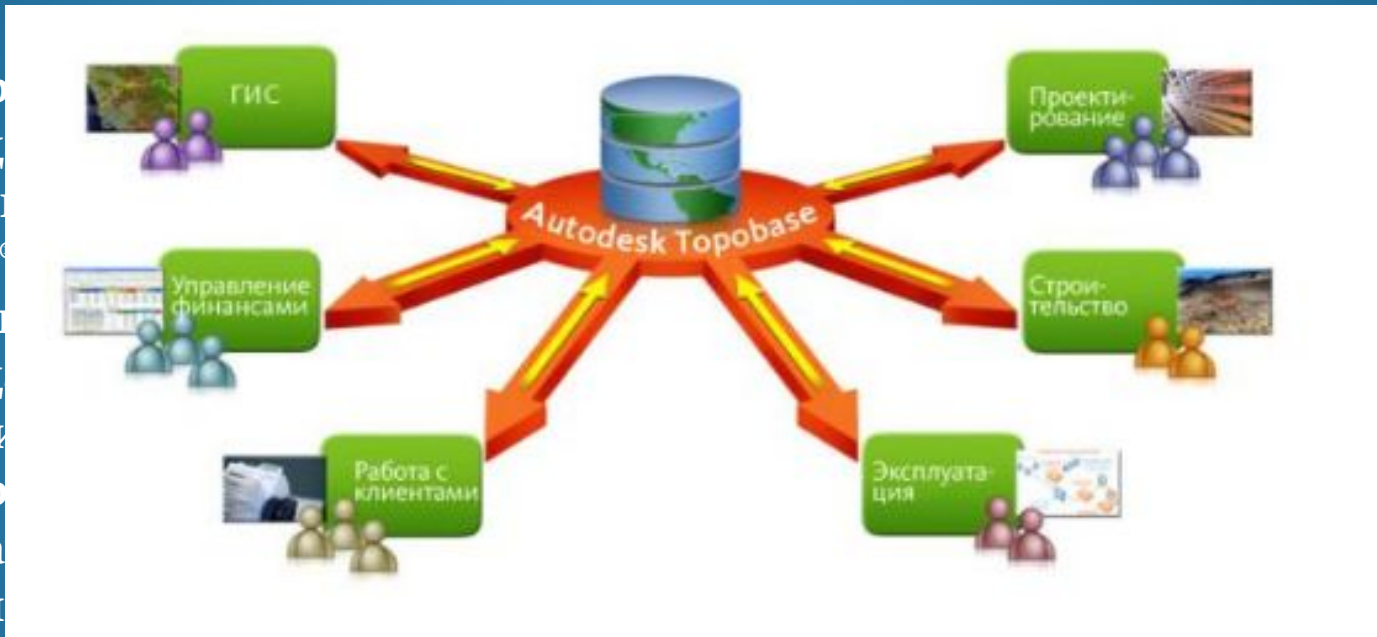 ГИС
Проекти-
рование
Autodesk Topobase
Управление
финансами
Строи-
тельство
Работа с
клиентами
Эксплуата-
ция